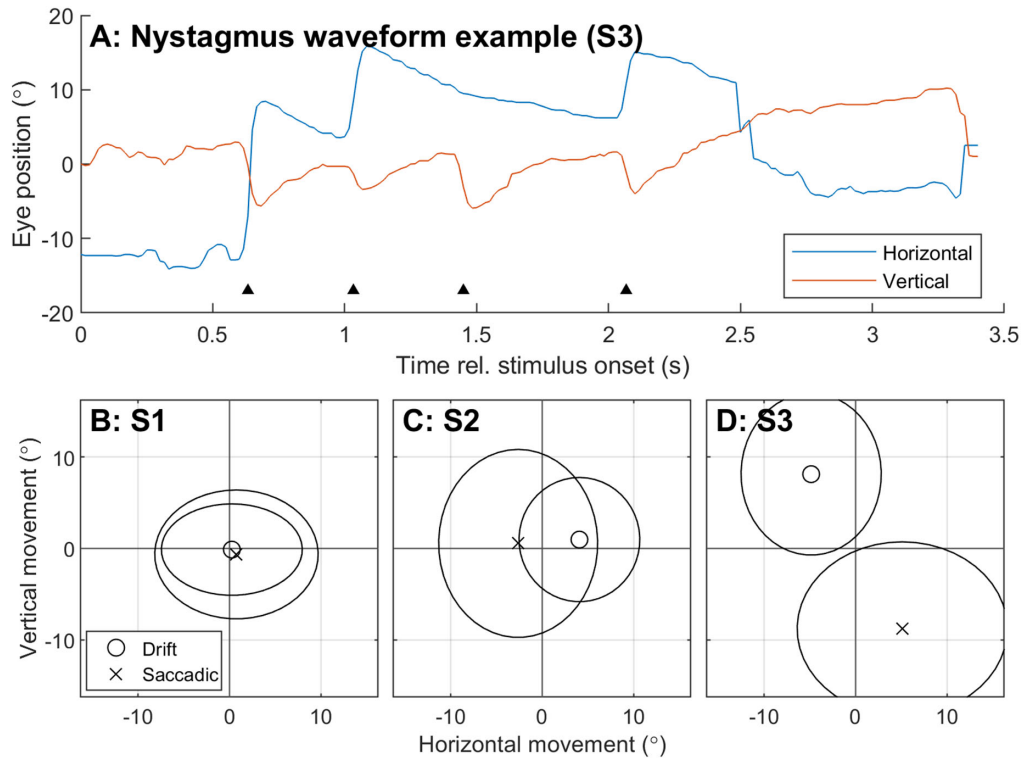 A: Nystagmus waveform example (S3)
20
10
0
-10
-20
Eye position (°)
Horizontal
Vertical
0 0.5 1 1.5 2 2.5 3 3.5
Time rel. stimulus onset (s)
B: S1 C: S2 D: S3
10
0
-10
Vertical movement (°)
Drift
Saccadic
-10 0 10 -10 0 10 -10 0 10
Horizontal movement (°)